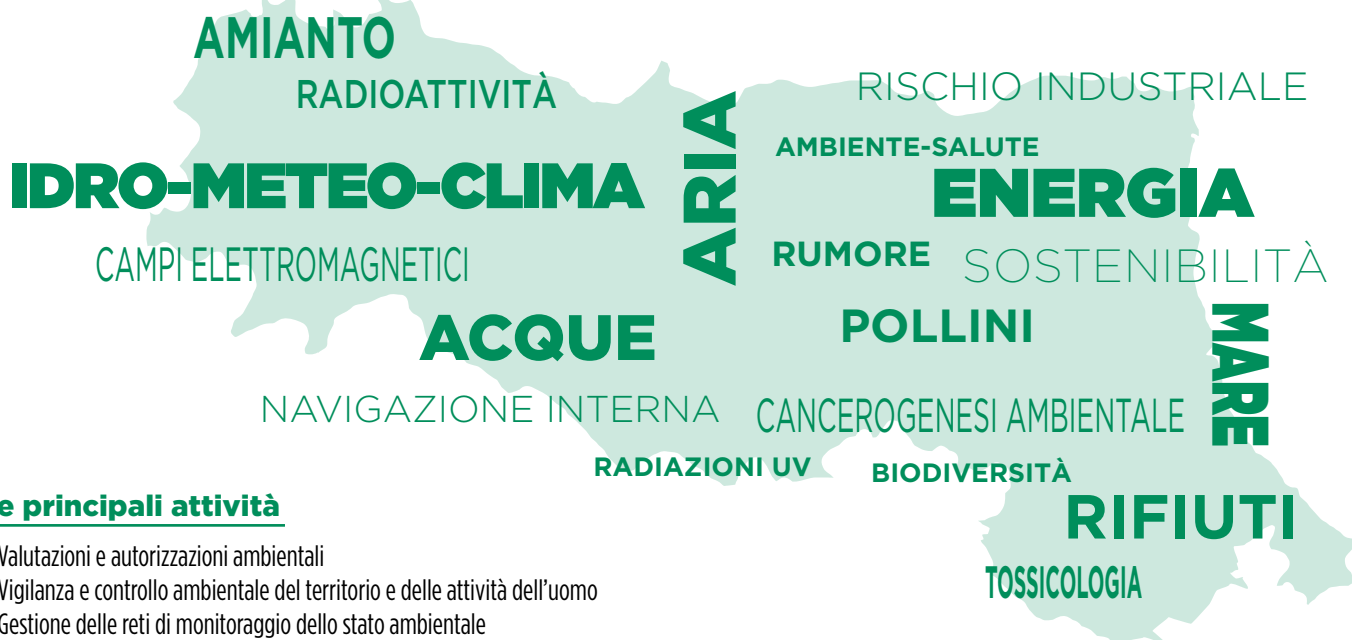 AMIANTO
RADIOATTIVITÀ
ARIA
RISCHIO INDUSTRIALE
AMBIENTE-SALUTE
IDRO-METEO-CLIMA
ENERGIA
CAMPI ELETTROMAGNETICI
RUMORE
SOSTENIBILITÀ
ACQUE
POLLINI
MARE
NAVIGAZIONE INTERNA
CANCEROGENESI AMBIENTALE
RADIAZIONI UV
BIODIVERSITÀ
RIFIUTI
TOSSICOLOGIA
e principali attività
Valutazioni e autorizzazioni ambientali
Vigilanza e controllo ambientale del territorio e delle attività dell'uomo
Gestione delle reti di monitoraggio dello stato ambientale